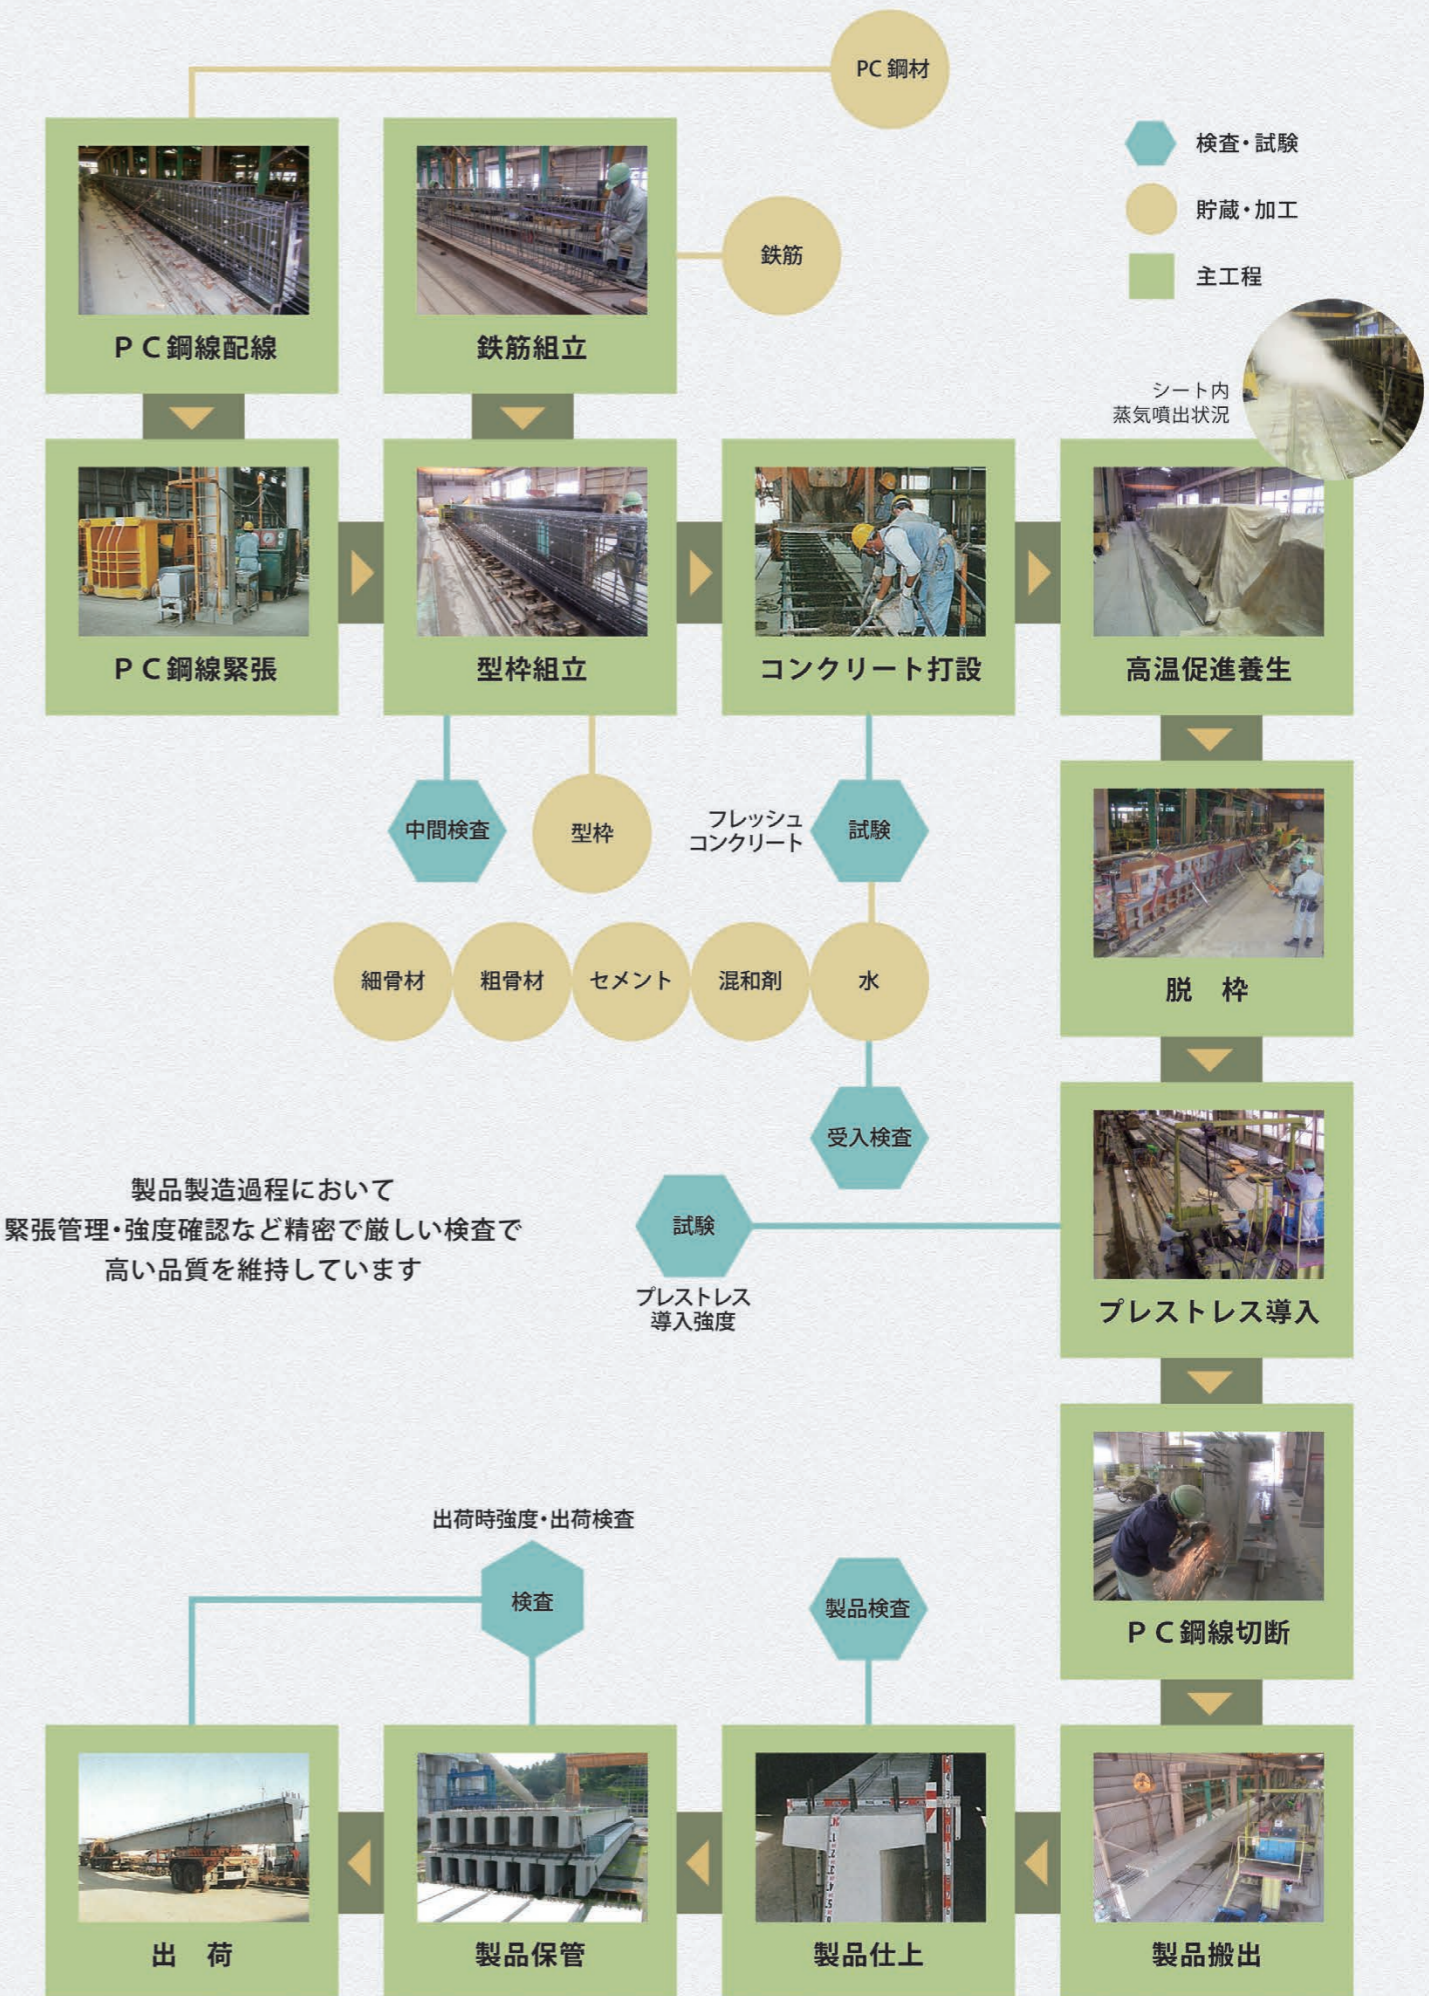 PC 鋼材
検査・試験
貯蔵・加工
主工程
鉄筋
ＰＣ鋼線配線
鉄筋組立
シート内
蒸気噴出状況
ＰＣ鋼線緊張
型枠組立
コンクリート打設
高温促進養生
中間検査
型枠
フレッシュ
コンクリート
試験
細骨材
粗骨材
セメント
混和剤
水
脱　枠
受入検査
製品製造過程において
緊張管理・強度確認など精密で厳しい検査で
高い品質を維持しています
試験
プレストレス
導入強度
プレストレス導入
出荷時強度・出荷検査
検査
製品検査
ＰＣ鋼線切断
出　荷
製品保管
製品仕上
製品搬出